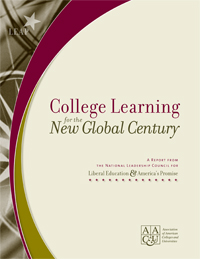 LEAP
College Learning
for the
New Global Century
A REPORT FROM
THE NATIONAL LEADERSHIP COUNCIL FOR
Liberal Education & America's Promise
AAC&U
Association
of American
Colleges and
Universities